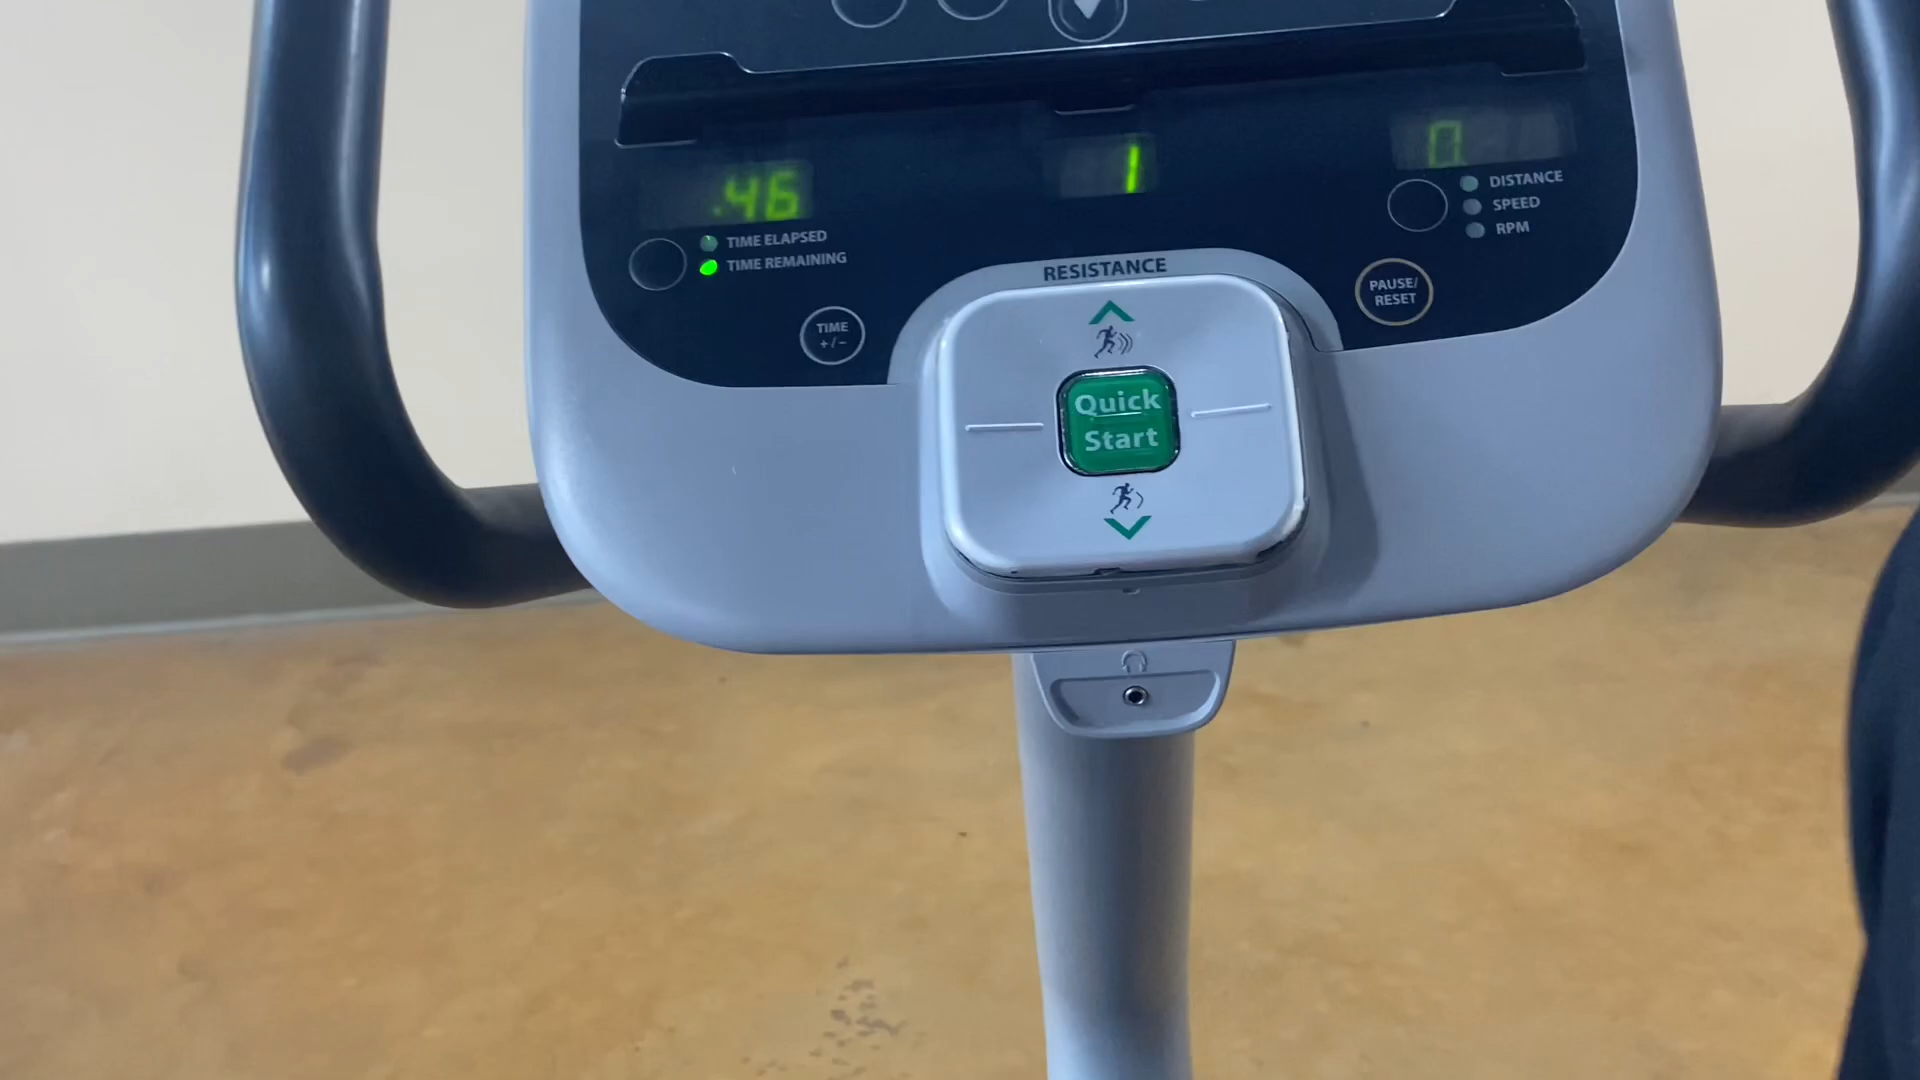 :46
1
0.
TIME ELAPSED
TIME REMAINING
DISTANCE
SPEED
RPM
RESISTANCE
PAUSE/
RESET
TIME
+/-
Quick
Start